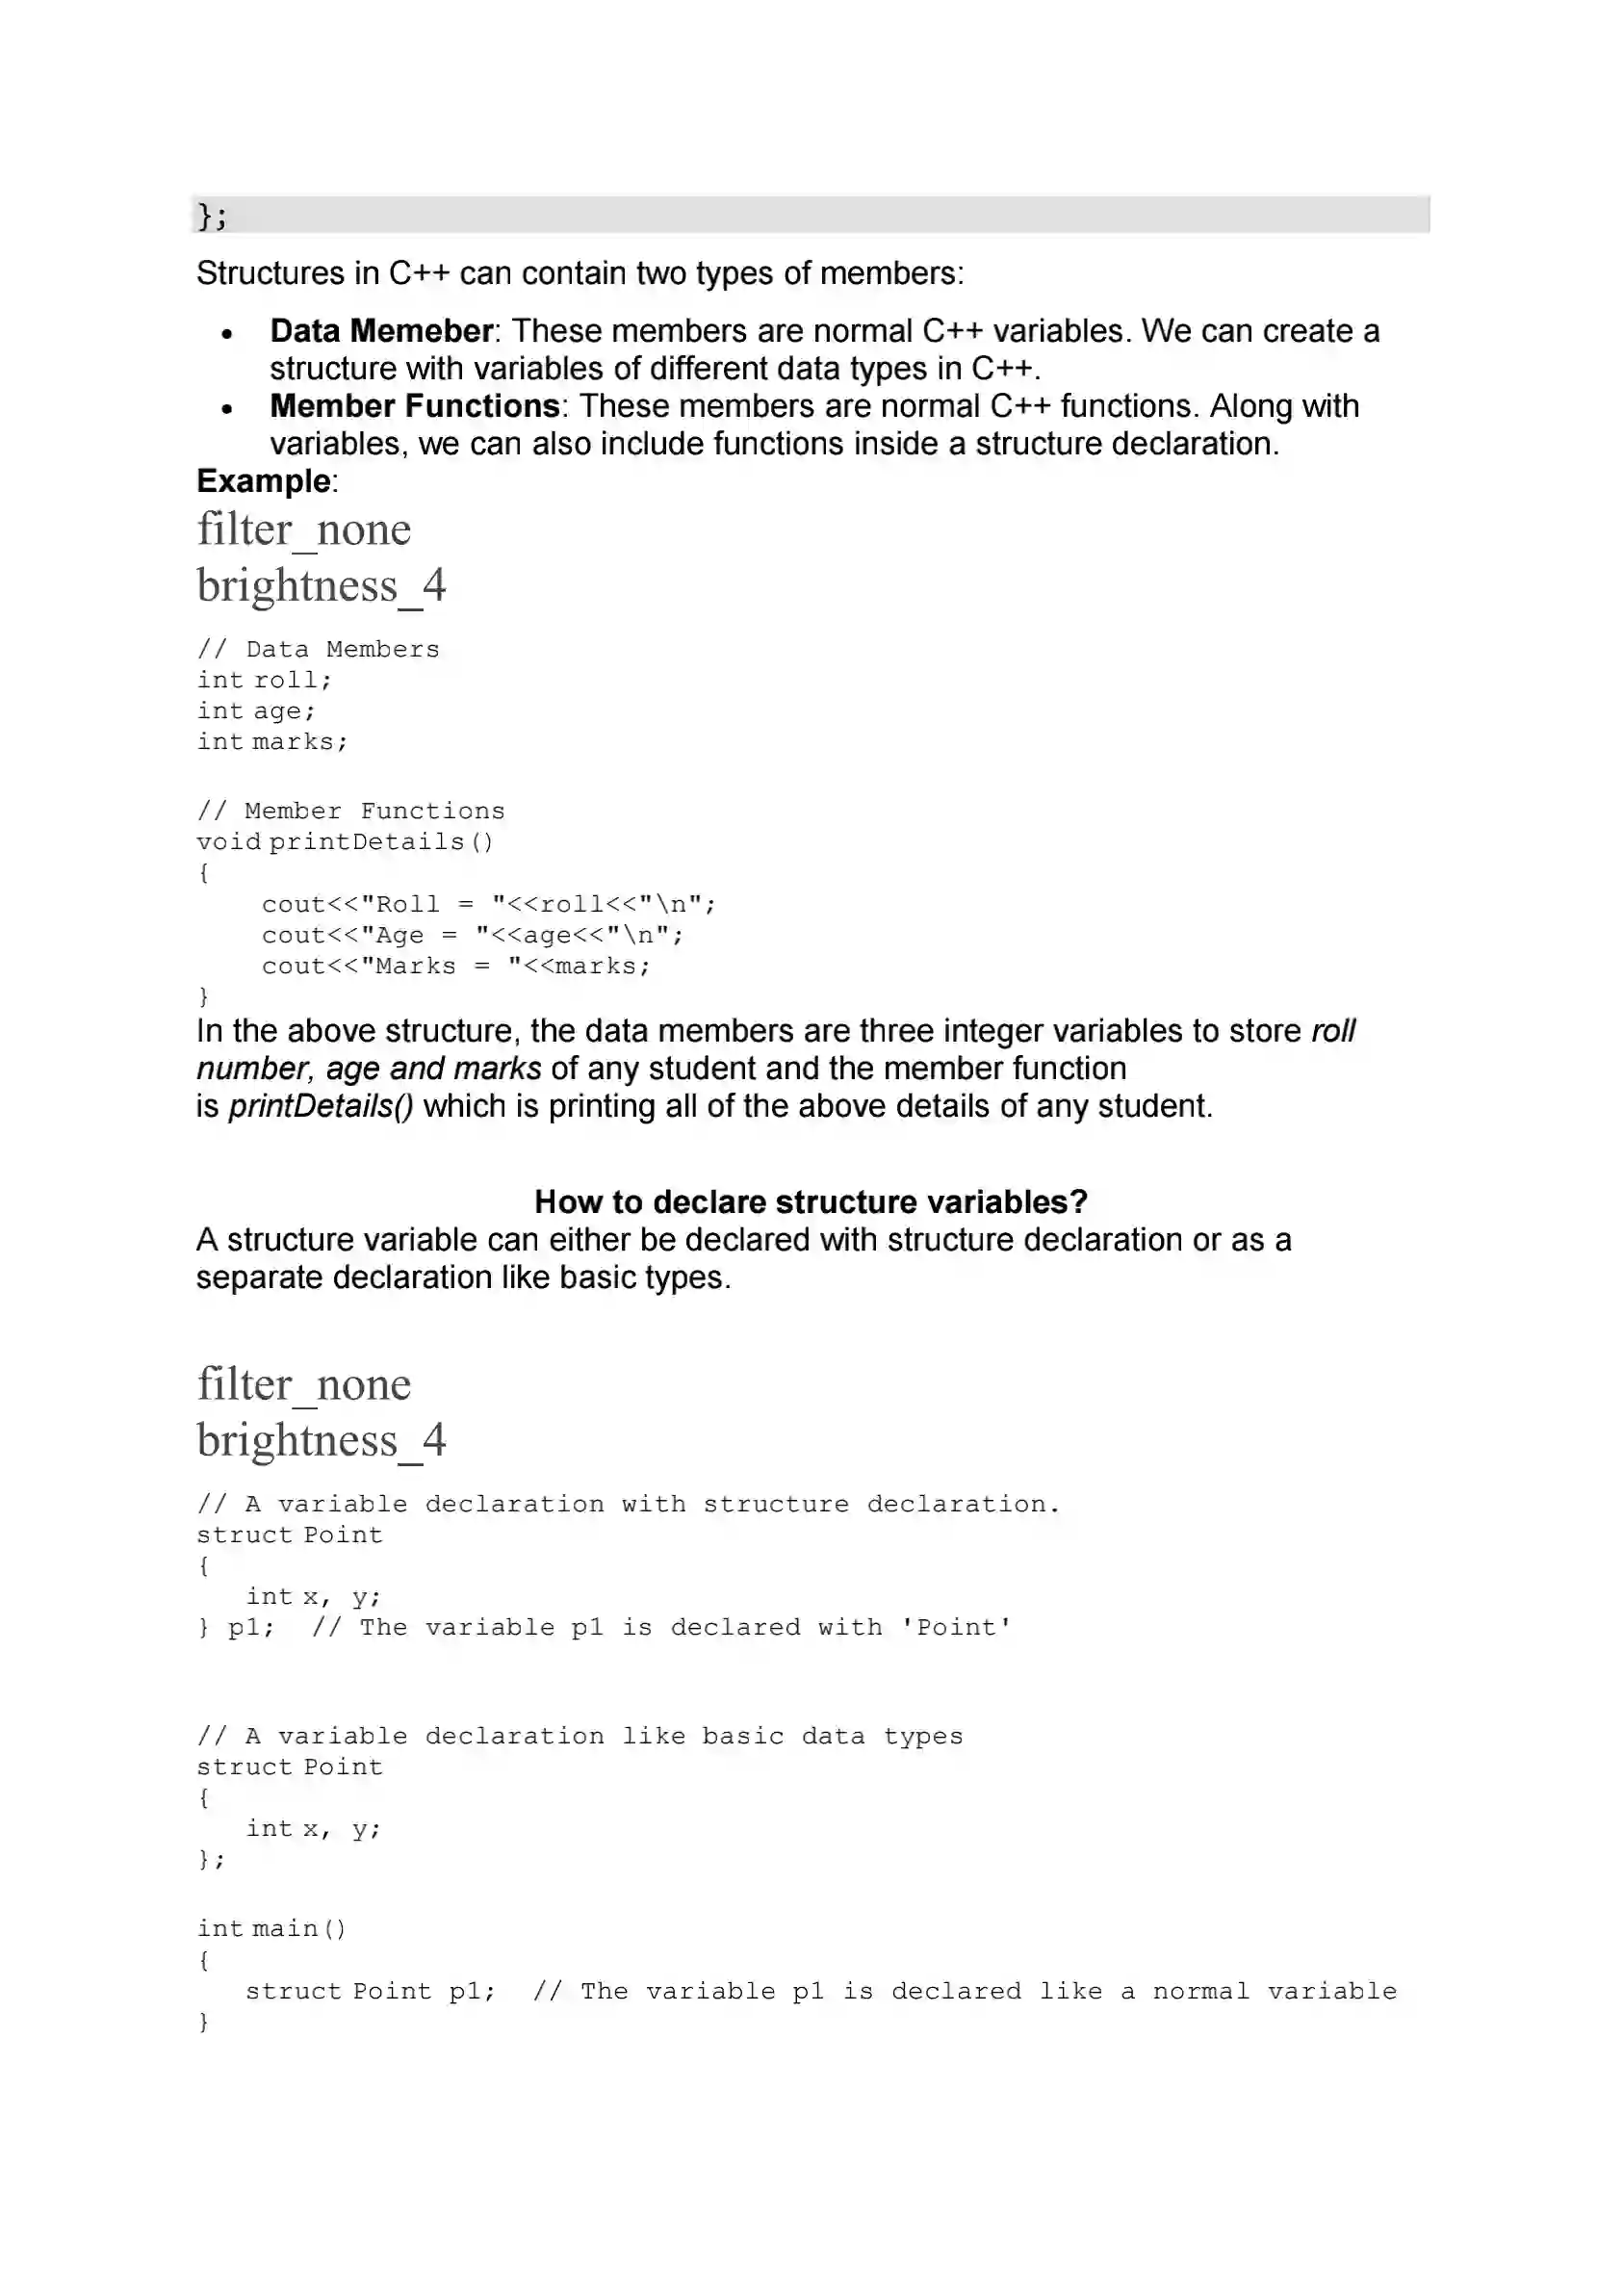 };
Structures in C++ can contain two types of members:
• Data Memeber: These members are normal C++ variables. We can create a
structure with variables of different data types in C++.
• Member Functions: These members are normal C++ functions. Along with
variables, we can also include functions inside a structure declaration.
Example:
filter_none
brightness_4
// Data Members
int roll;
int age;
int marks;
// Member Functions
void printDetails()
{
    cout<<"Roll = "<<roll<<"\n";
    cout<<"Age = "<<age<<"\n";
    cout<<"Marks = "<<marks;
}
In the above structure, the data members are three integer variables to store roll
number, age and marks of any student and the member function
is printDetails() which is printing all of the above details of any student.
How to declare structure variables?
A structure variable can either be declared with structure declaration or as a
separate declaration like basic types.
filter_none
brightness_4
// A variable declaration with structure declaration.
struct Point
{
   int x, y;
} p1;  // The variable p1 is declared with 'Point'
// A variable declaration like basic data types
struct Point
{
   int x, y;
};
int main()
{
   struct Point p1;  // The variable p1 is declared like a normal variable
}